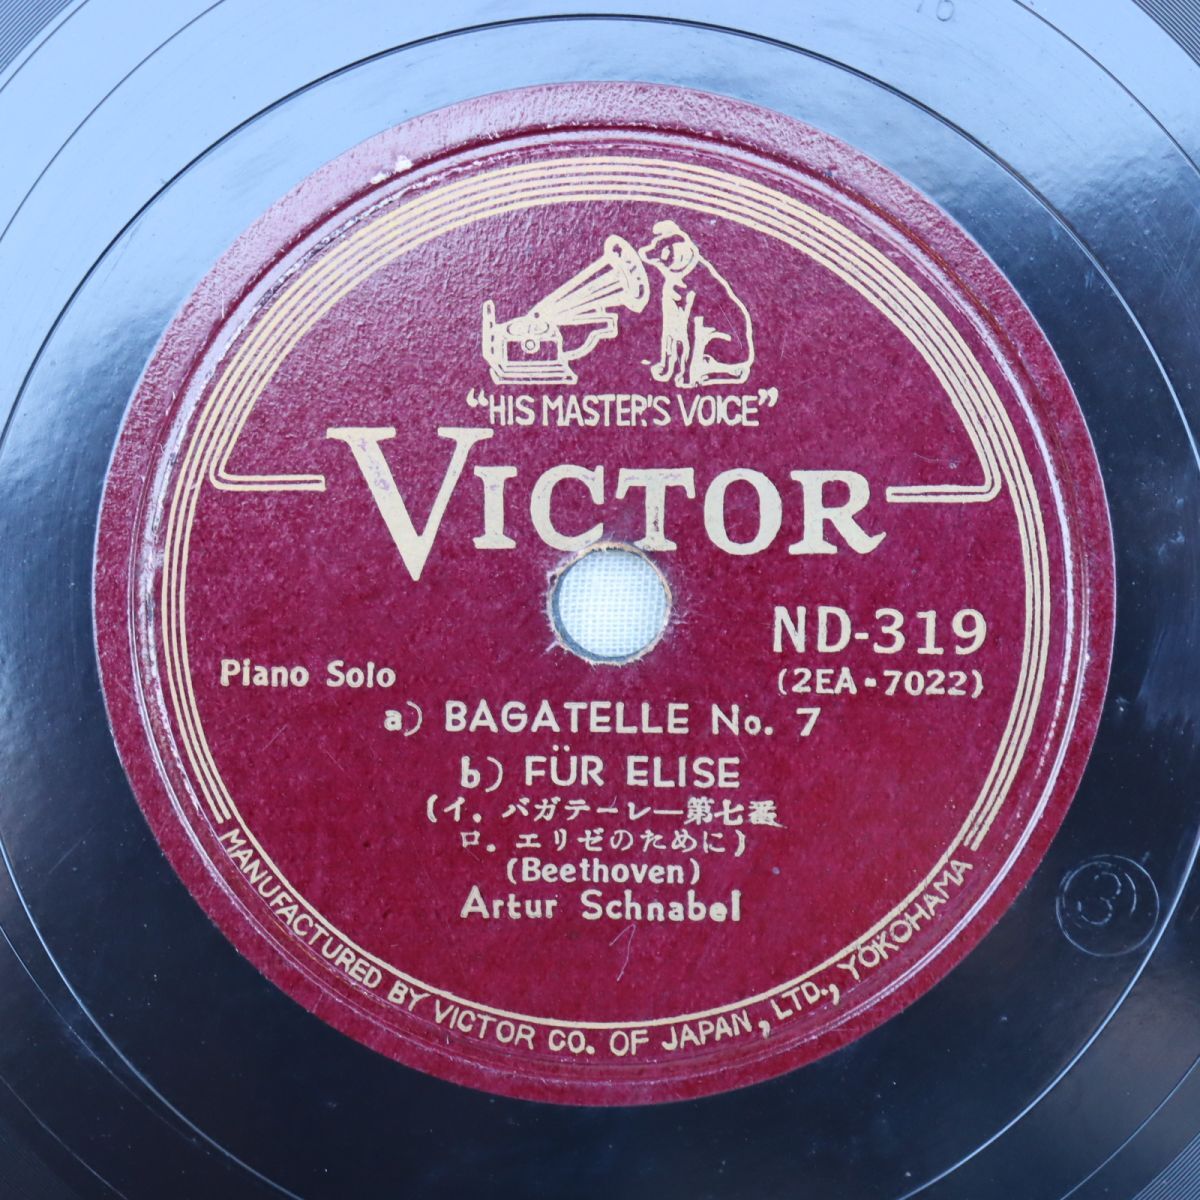 "HIS MASTER'S VOICE"
VICTOR
ND-319
(2EA-7022)
Piano Solo
a) BAGATELLE No. 7
b) FÜR ELISE
(イ. バガテーレー第七番
ロ. エリゼのために)
(Beethoven)
Artur Schnabel
MANUFACTURED BY VICTOR CO. OF JAPAN, LTD., YOKOHAMA
3